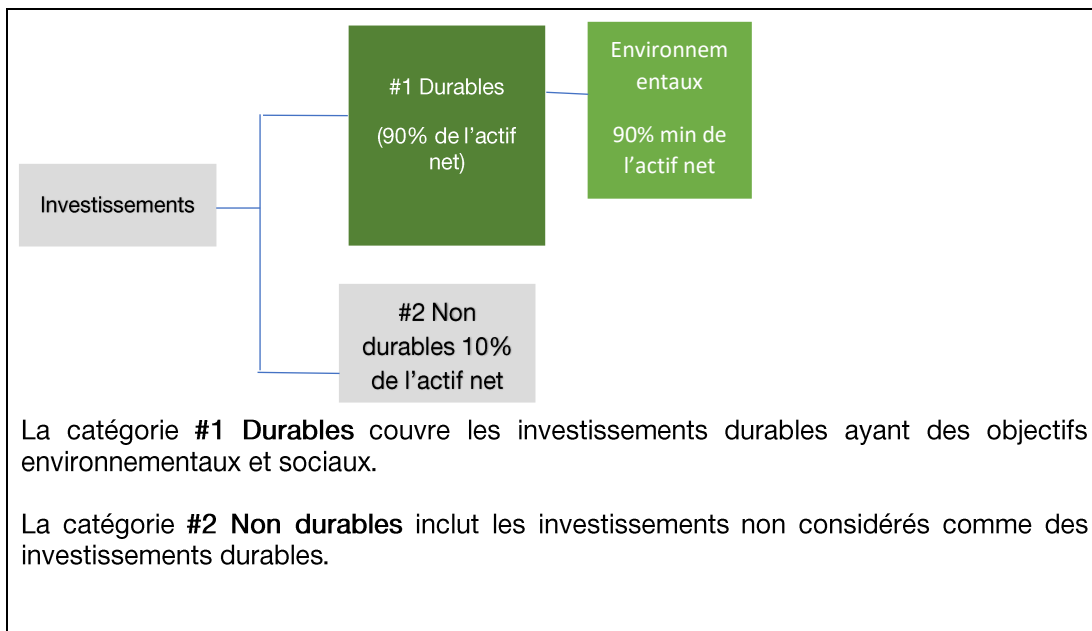 Investissements
#1 Durables
(90% de l'actif
net)
Environnem
entaux
90% min de
l'actif net
#2 Non
durables 10%
de l'actif net
La catégorie #1 Durables couvre les investissements durables ayant des objectifs
environnementaux et sociaux.
La catégorie #2 Non durables inclut les investissements non considérés comme des
investissements durables.